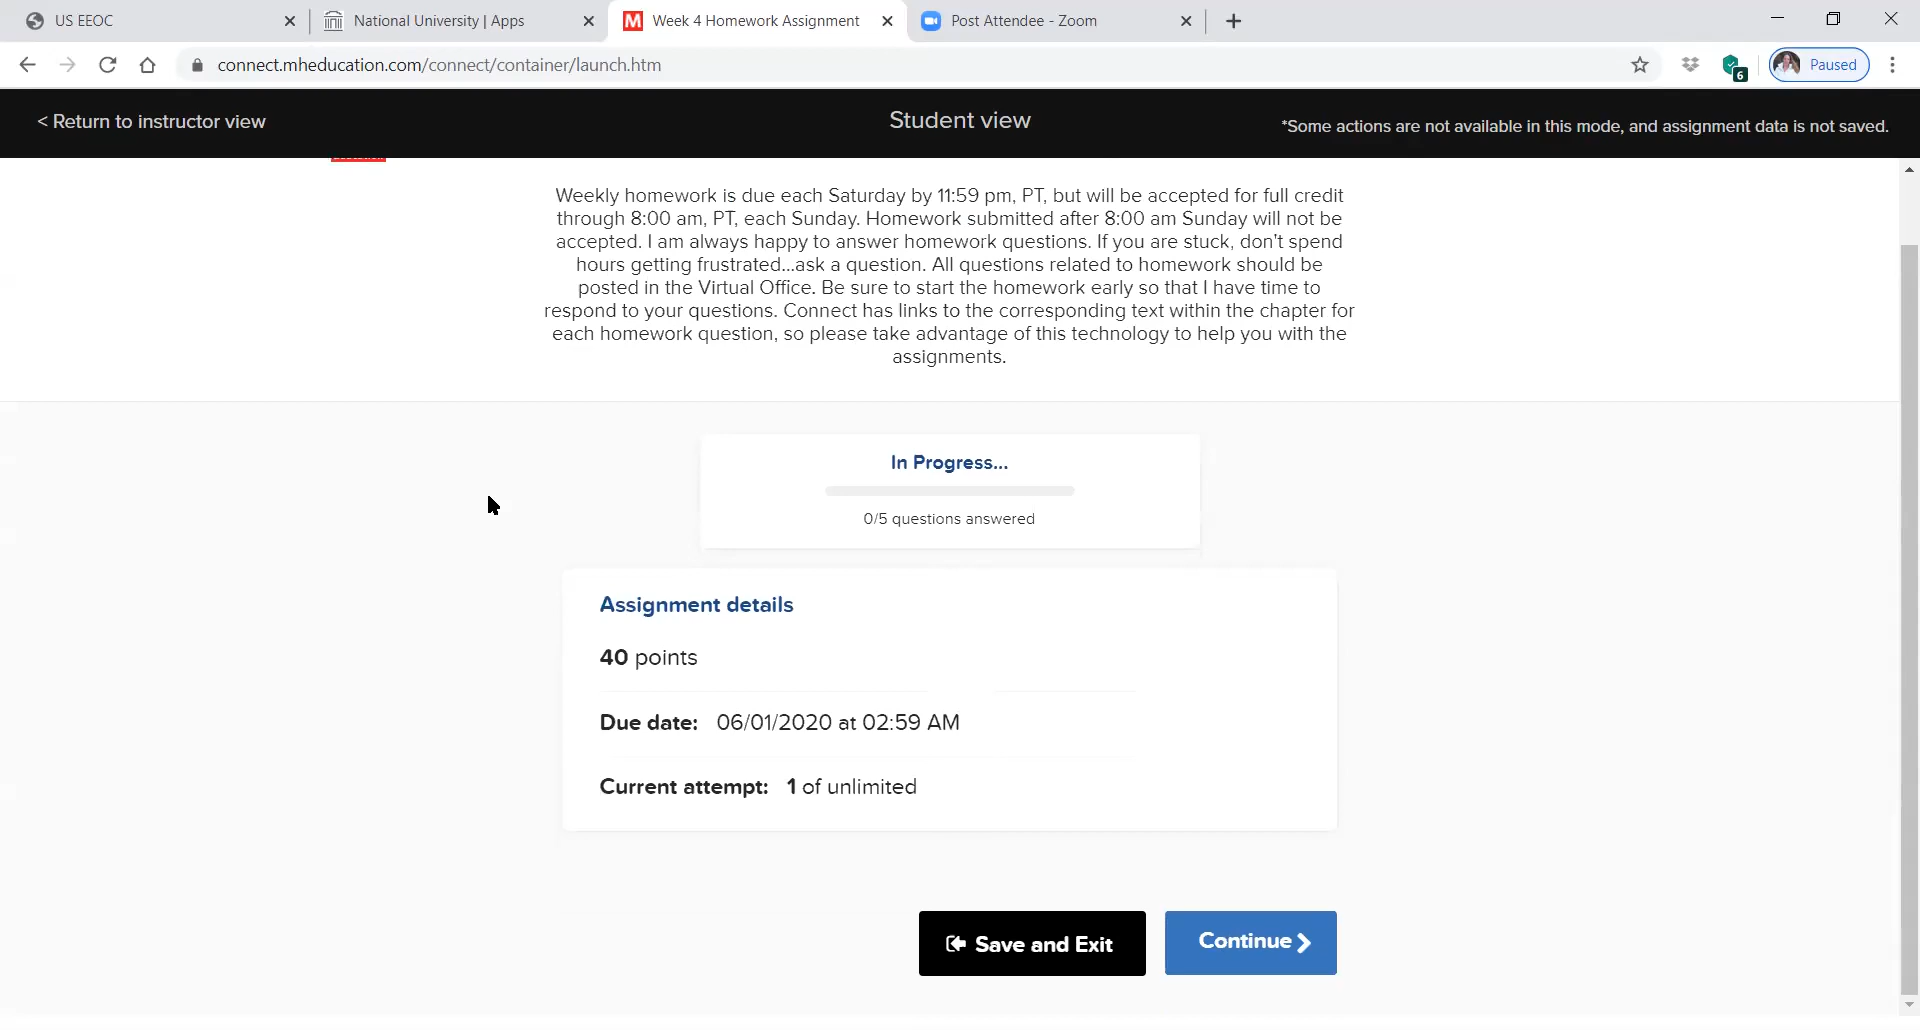 US EEOC
National University | Apps
M Week 4 Homework Assignment
Post Attendee - Zoom
connect.mheducation.com/connect/container/launch.htm
6
Paused
< Return to instructor view
Student view
*Some actions are not available in this mode, and assignment data is not saved.
Weekly homework is due each Saturday by 11:59 pm, PT, but will be accepted for full credit
through 8:00 am, PT, each Sunday. Homework submitted after 8:00 am Sunday will not be
accepted. I am always happy to answer homework questions. If you are stuck, don't spend
hours getting frustrated...ask a question. All questions related to homework should be
posted in the Virtual Office. Be sure to start the homework early so that I have time to
respond to your questions. Connect has links to the corresponding text within the chapter for
each homework question, so please take advantage of this technology to help you with the
assignments.
In Progress...
0/5 questions answered
Assignment details
40 points
Due date: 06/01/2020 at 02:59 AM
Current attempt: 1 of unlimited
Save and Exit
Continue